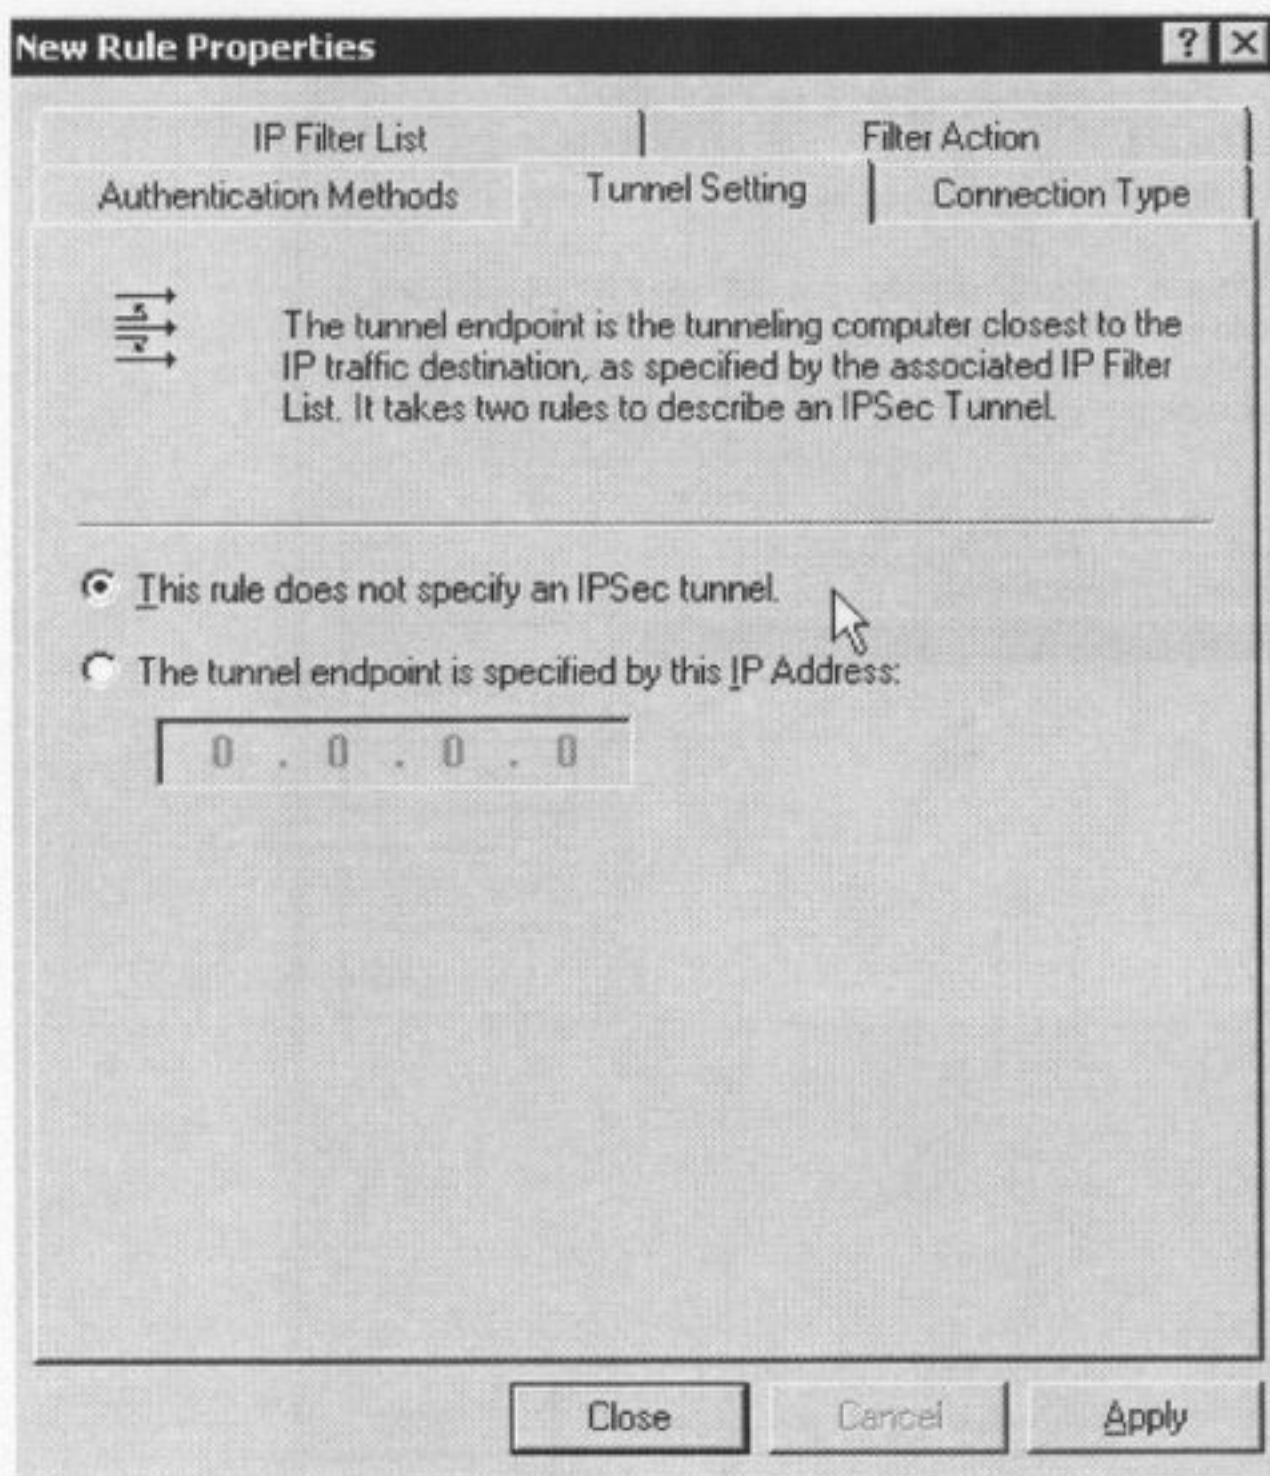 New Rule Properties
IP Filter List
Filter Action
Authentication Methods
Tunnel Setting
Connection Type
The tunnel endpoint is the tunneling computer closest to the
IP traffic destination, as specified by the associated IP Filter
List. It takes two rules to describe an IPSec Tunnel.
This rule does not specify an IPSec tunnel.
The tunnel endpoint is specified by this IP Address:
0 . 0 . 0 . 0
Close
Cancel
Apply